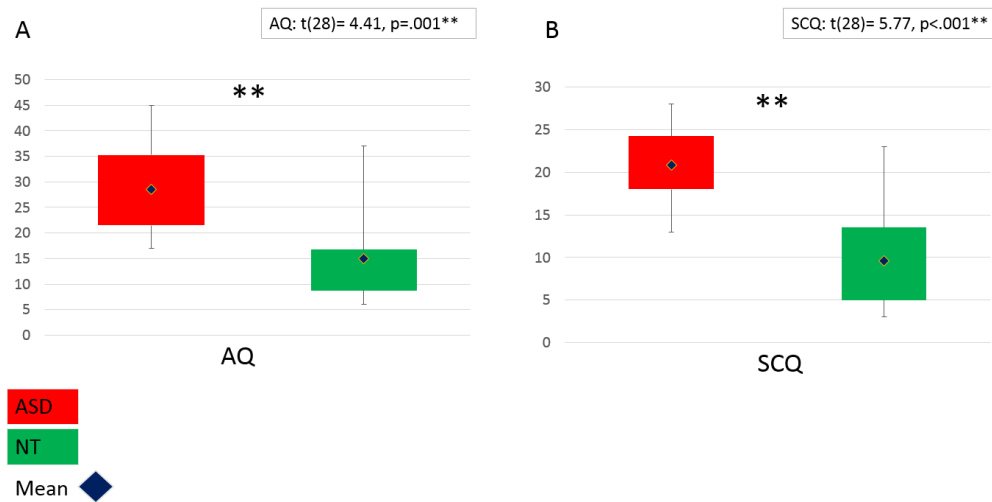 A
AQ: t(28)= 4.41, p=.001**
B
SCQ: t(28)= 5.77, p<.001**
**
50
45
40
35
30
25
20
15
10
5
0
AQ
**
30
25
20
15
10
5
0
SCQ
ASD
NT
Mean